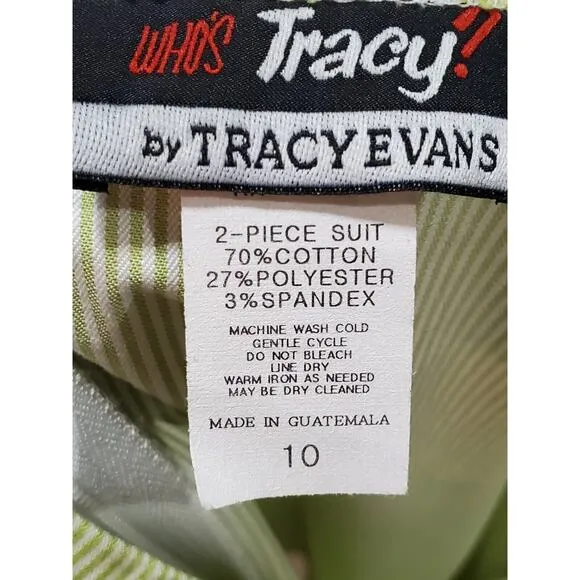 WHO'S Tracy?!
by TRACY EVANS
2-PIECE SUIT
70%COTTON
27%POLYESTER
3%SPANDEX
MACHINE WASH COLD
GENTLE CYCLE
DO NOT BLEACH
LINE DRY
WARM IRON AS NEEDED
MAY BE DRY CLEANED
MADE IN GUATEMALA
10